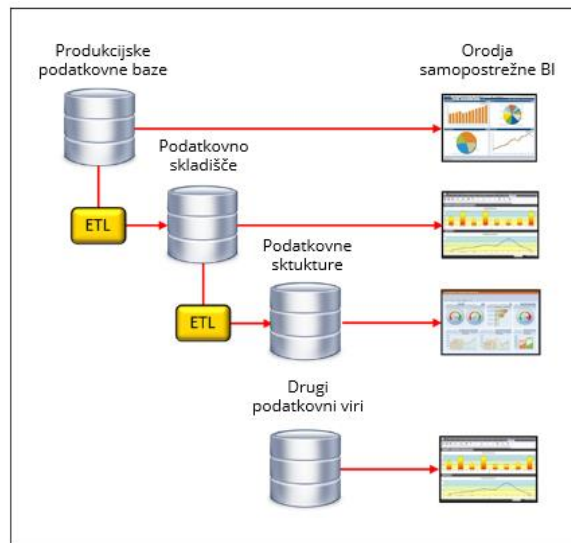 Produkcijske
podatkovne baze
Orodja
samopostrežne BI
Podatkovno
skladišče
ETL
Podatkovne
sktukture
ETL
Drugi
podatkovni viri